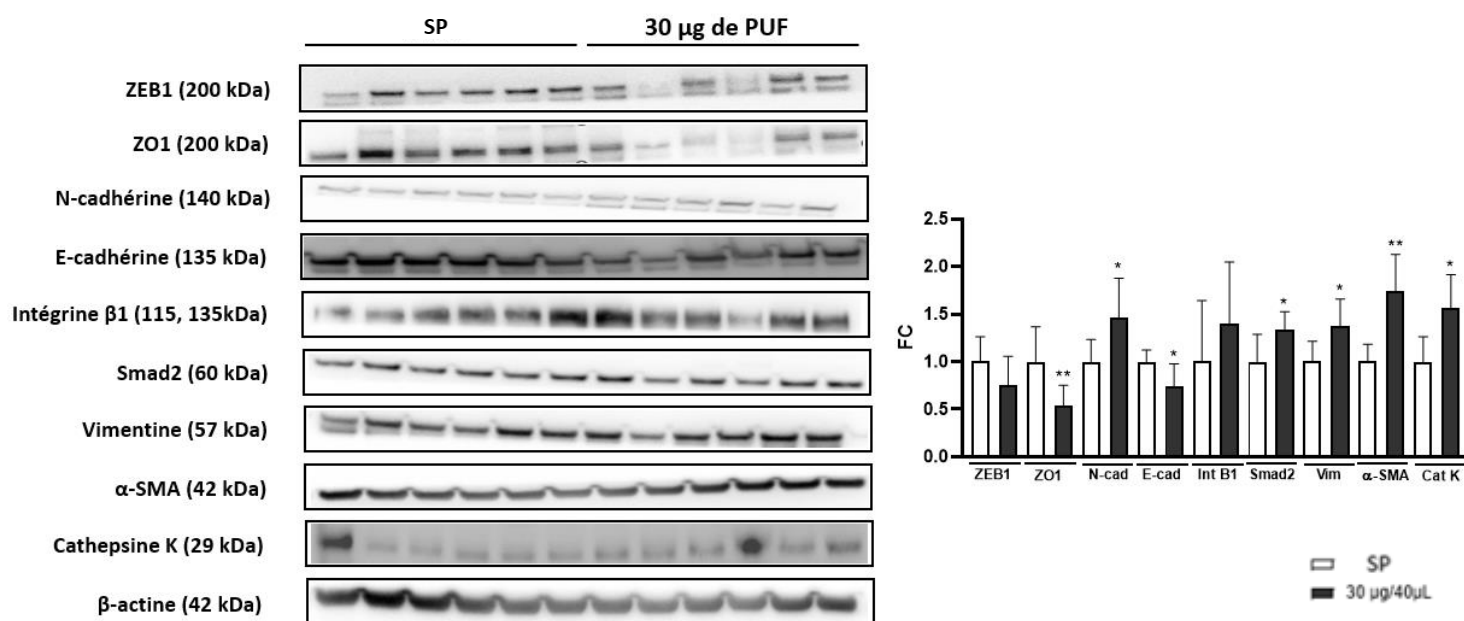 SP
30 µg de PUF
ZEB1 (200 kDa)
ZO1 (200 kDa)
N-cadhérine (140 kDa)
E-cadhérine (135 kDa)
Intégrine β1 (115, 135kDa)
Smad2 (60 kDa)
Vimentine (57 kDa)
α-SMA (42 kDa)
Cathepsine K (29 kDa)
β-actine (42 kDa)
FC
2.5
2.0
1.5
1.0
0.5
0.0
**
*
*
*
*
**
*
ZEB1
ZO1
N-cad
E-cad
Int B1
Smad2
Vim
α-SMA
Cat K
SP
30 µg/40µL